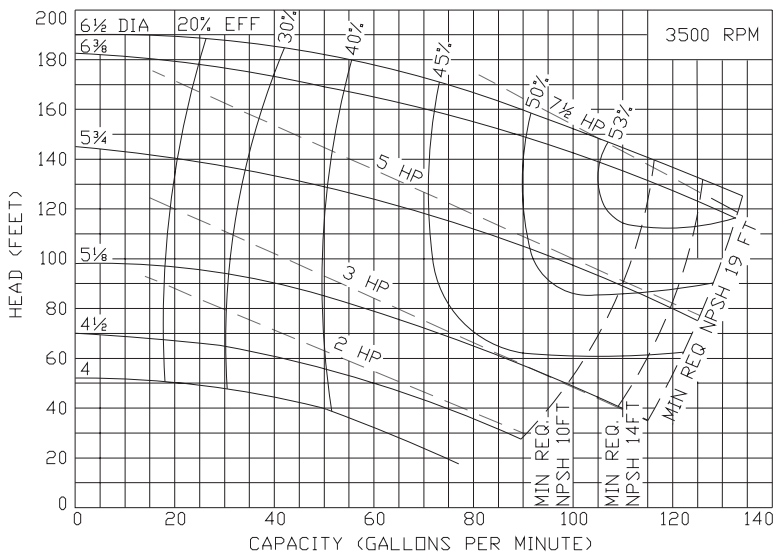 200
6½ DIA 20% EFF 30% 40% 45% 50% 53%
3500 RPM
6⅜
180
160
7½ HP
5¾
140
5 HP
120
5⅛
100
3 HP
80
4½
2 HP
60
4
40
20
0
MIN REQ.
NPSH 10FT
MIN REQ.
NPSH 14FT
MIN REQ NPSH 19 FT
20 40 60 80 100 120 140
HEAD (FEET)
CAPACITY (GALLONS PER MINUTE)